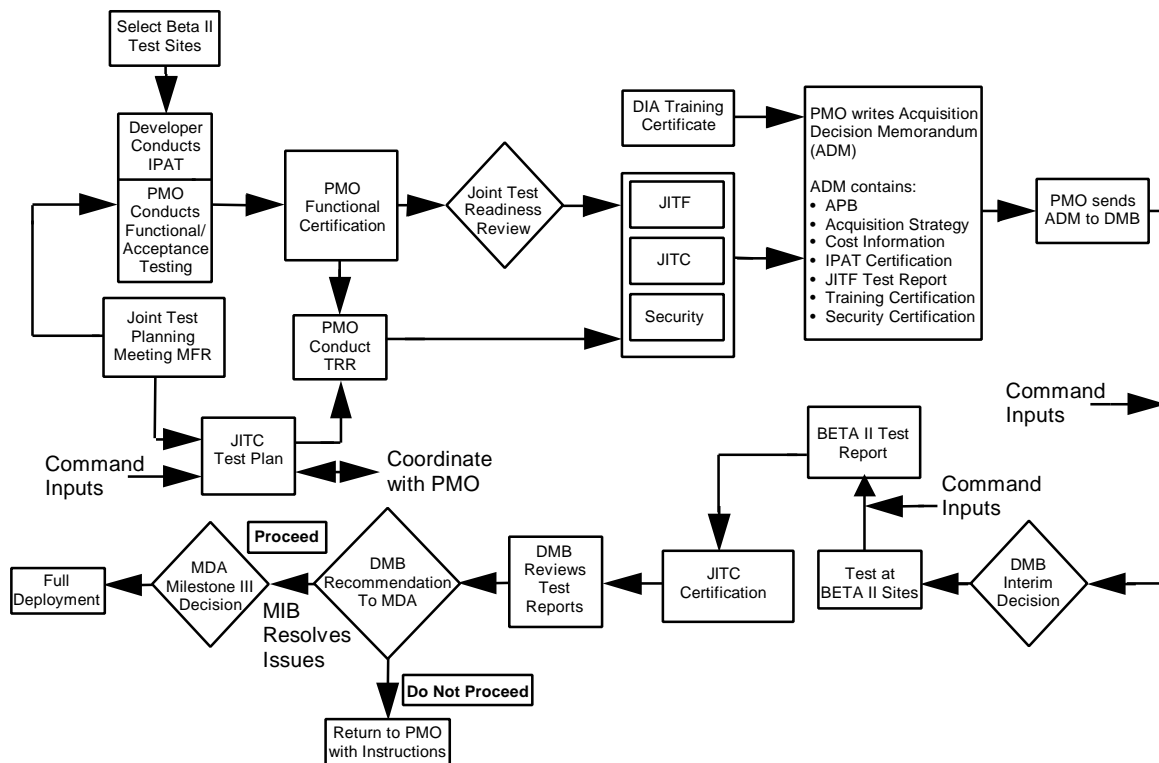 Select Beta II
Test Sites
Developer
Conducts
IPAT
PMO
Conducts
Functional/
Acceptance
Testing
PMO
Functional
Certification
Joint Test
Readiness
Review
DIA Training
Certificate
JITF
JITC
Security
PMO writes Acquisition
Decision Memorandum
(ADM)
ADM contains:
• APB
• Acquisition Strategy
• Cost Information
• IPAT Certification
• JITF Test Report
• Training Certification
• Security Certification
PMO sends
ADM to DMB
Joint Test
Planning
Meeting MFR
PMO
Conduct
TRR
Command
Inputs
JITC
Test Plan
Coordinate
with PMO
Command
Inputs
BETA II Test
Report
Command
Inputs
Full
Deployment
MDA
Milestone III
Decision
Proceed
MIB
Resolves
Issues
DMB
Recommendation
To MDA
DMB
Reviews
Test
Reports
JITC
Certification
Test at
BETA II Sites
DMB
Interim
Decision
Do Not Proceed
Return to PMO
with Instructions